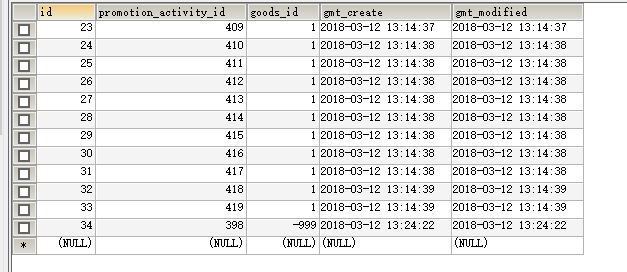 id promotion_activity_id goods_id gmt_create gmt_modified
23 409 1 2018-03-12 13:14:37 2018-03-12 13:14:37
24 410 1 2018-03-12 13:14:38 2018-03-12 13:14:38
25 411 1 2018-03-12 13:14:38 2018-03-12 13:14:38
26 412 1 2018-03-12 13:14:38 2018-03-12 13:14:38
27 413 1 2018-03-12 13:14:38 2018-03-12 13:14:38
28 414 1 2018-03-12 13:14:38 2018-03-12 13:14:38
29 415 1 2018-03-12 13:14:38 2018-03-12 13:14:38
30 416 1 2018-03-12 13:14:38 2018-03-12 13:14:38
31 417 1 2018-03-12 13:14:38 2018-03-12 13:14:38
32 418 1 2018-03-12 13:14:39 2018-03-12 13:14:39
33 419 1 2018-03-12 13:14:39 2018-03-12 13:14:39
34 398 -999 2018-03-12 13:24:22 2018-03-12 13:24:22
* (NULL) (NULL) (NULL) (NULL) (NULL)